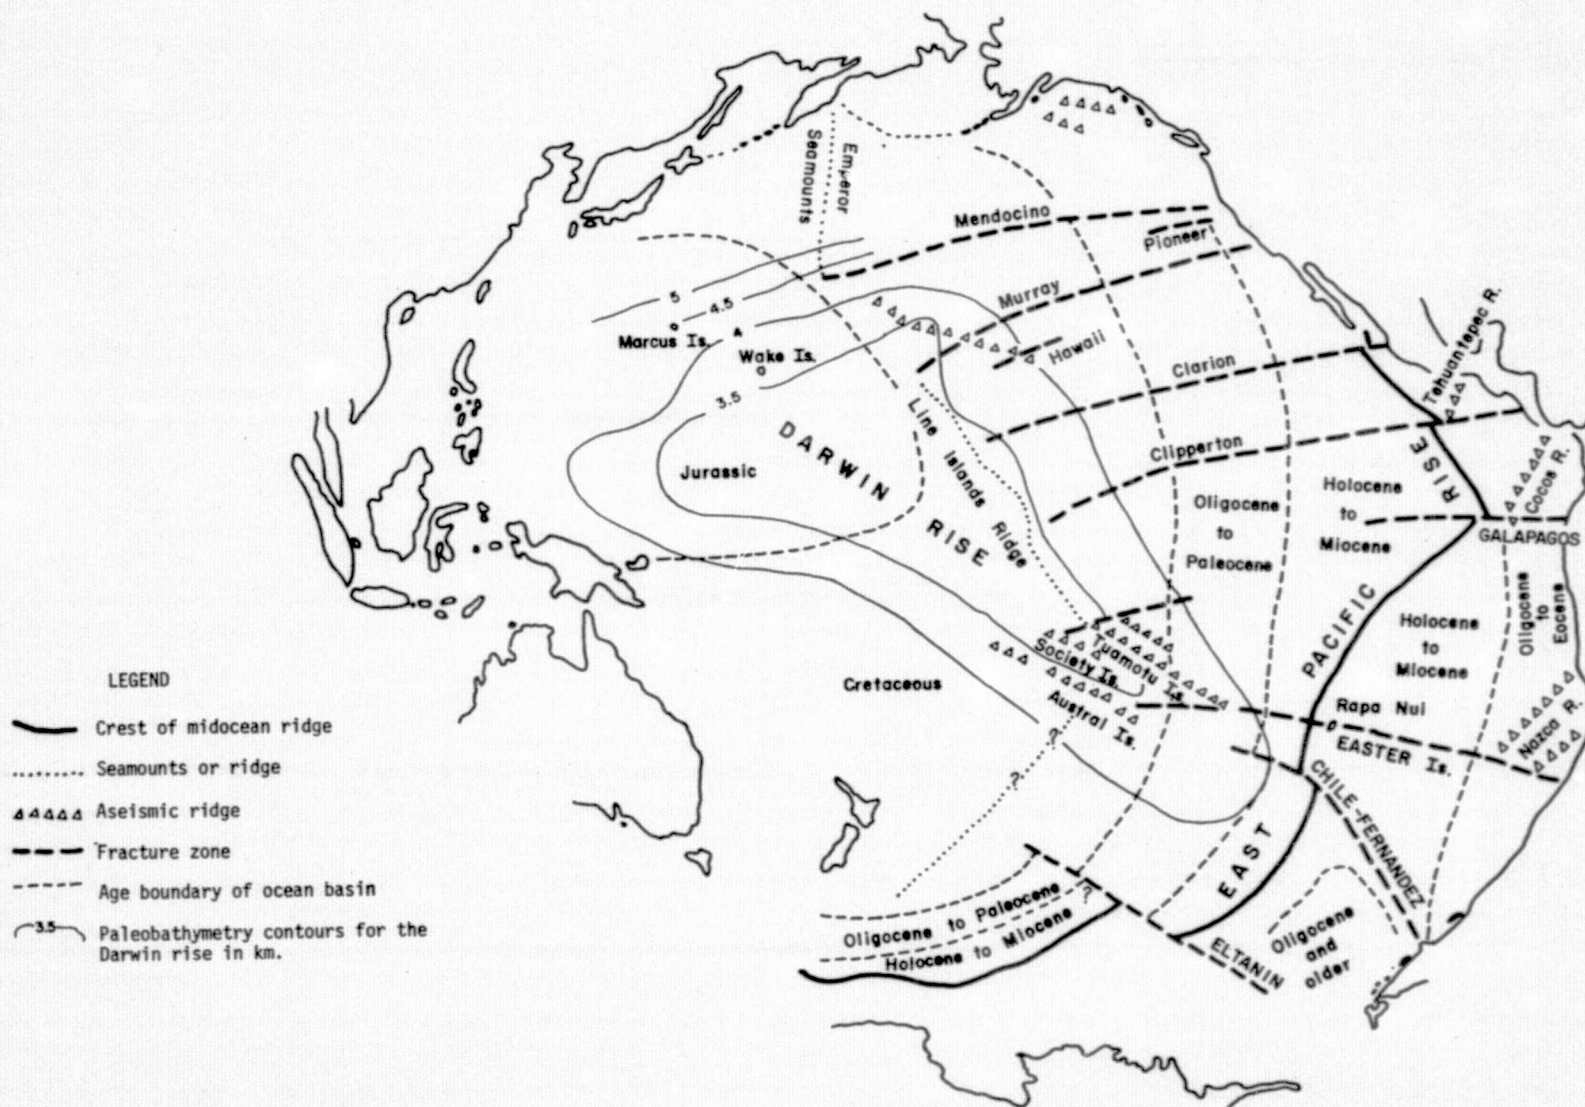 Emperor
Seamounts
Mendocino
Pioneer
Murray
Hawaii
5
4.5
4
3.5
Marcus Is.
Wake Is.
Clarion
Clipperton
Tehuantepec R.
DARWIN RISE
Jurassic
Line Islands Ridge
Oligocene
to
Paleocene
Holocene
to
Miocene
RISE
Cocos R.
GALAPAGOS
Oligocene
to
Eocene
PACIFIC
Holocene
to
Miocene
Cretaceous
Society Is.
Tuamotu Is.
Austral Is.
?
?
Rapa Nui
EASTER Is.
Nazca R.
CHILE-FERNANDEZ
EAST
Oligocene to Paleocene
?
Holocene to Miocene
ELTANIN
Oligocene
and
older
LEGEND
Crest of midocean ridge
Seamounts or ridge
Aseismic ridge
Fracture zone
Age boundary of ocean basin
3.5
Paleobathymetry contours for the
Darwin rise in km.